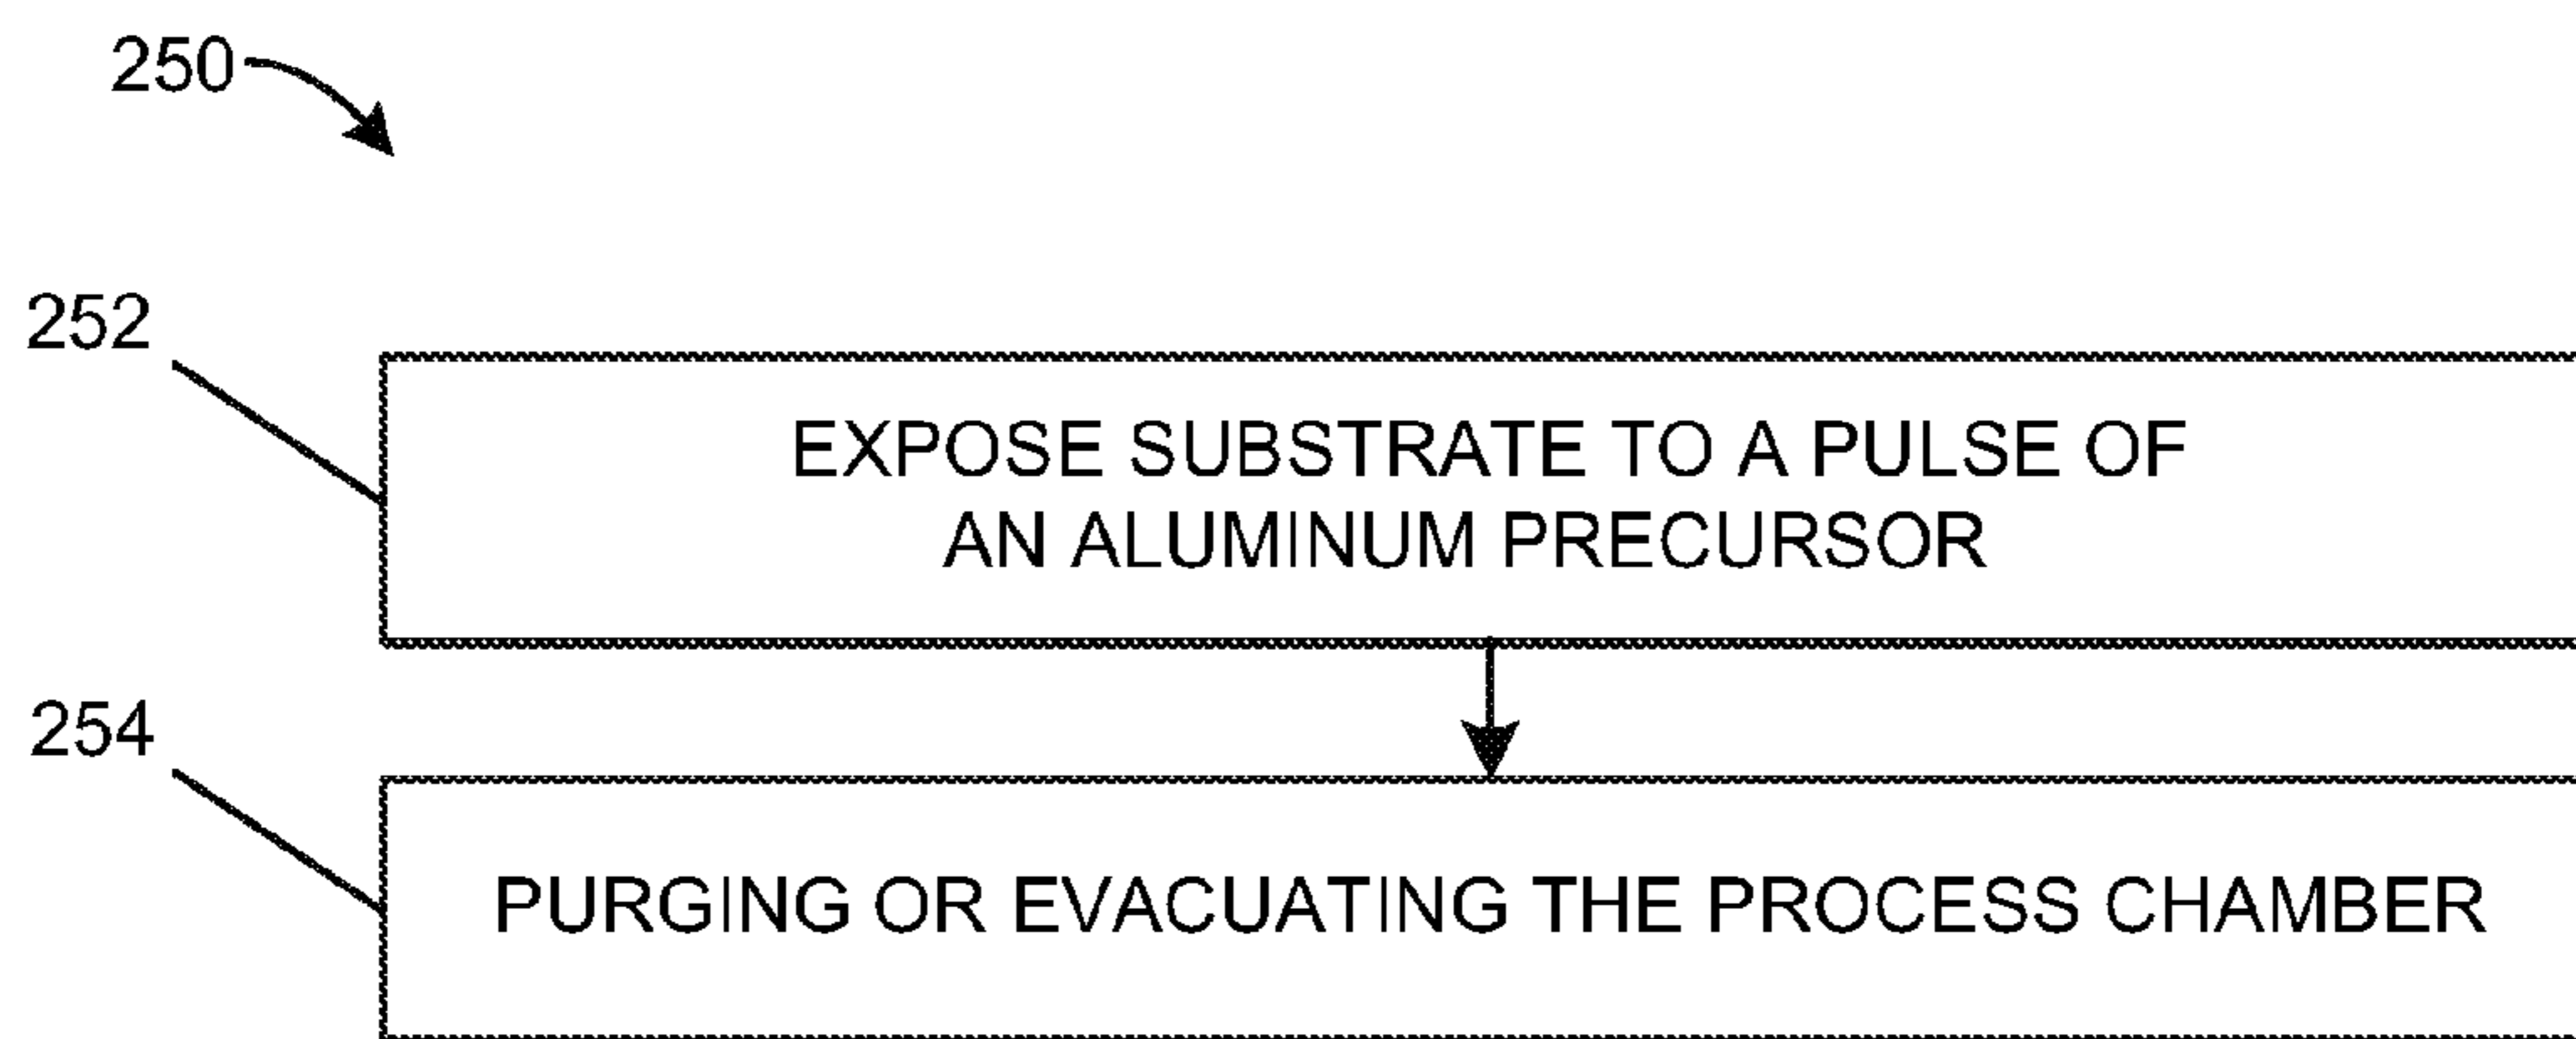 250
252
EXPOSE SUBSTRATE TO A PULSE OF
AN ALUMINUM PRECURSOR
254
PURGING OR EVACUATING THE PROCESS CHAMBER